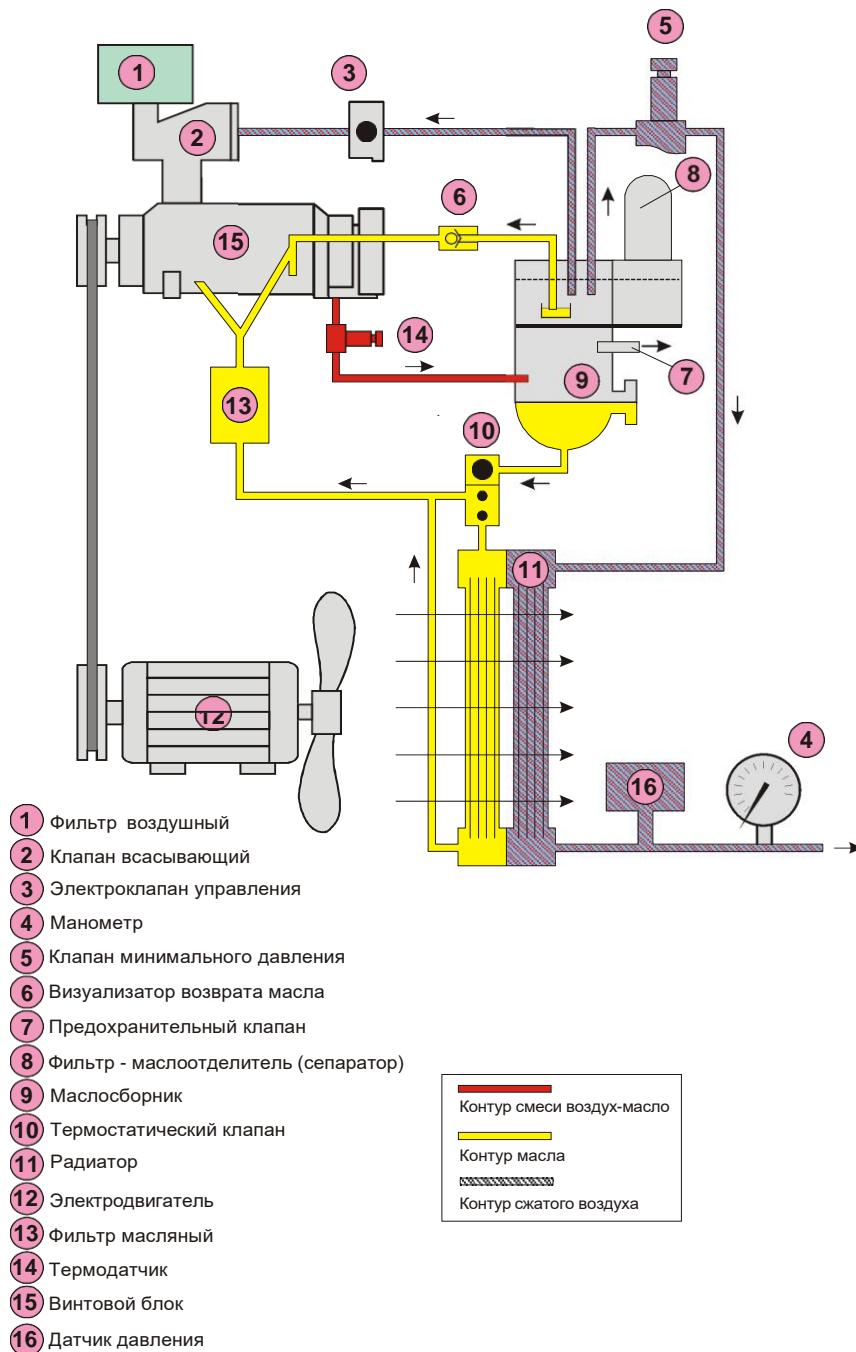 5
1
3
2
8
6
15
14
9
7
13
10
11
12
4
16
1 Фильтр воздушный
2 Клапан всасывающий
3 Электроклапан управления
4 Манометр
5 Клапан минимального давления
6 Визуализатор возврата масла
7 Предохранительный клапан
8 Фильтр - маслоотделитель (сепаратор)
9 Маслосборник
10 Термостатический клапан
11 Радиатор
12 Электродвигатель
13 Фильтр масляный
14 Термодатчик
15 Винтовой блок
16 Датчик давления
Контур смеси воздух-масло
Контур масла
Контур сжатого воздуха